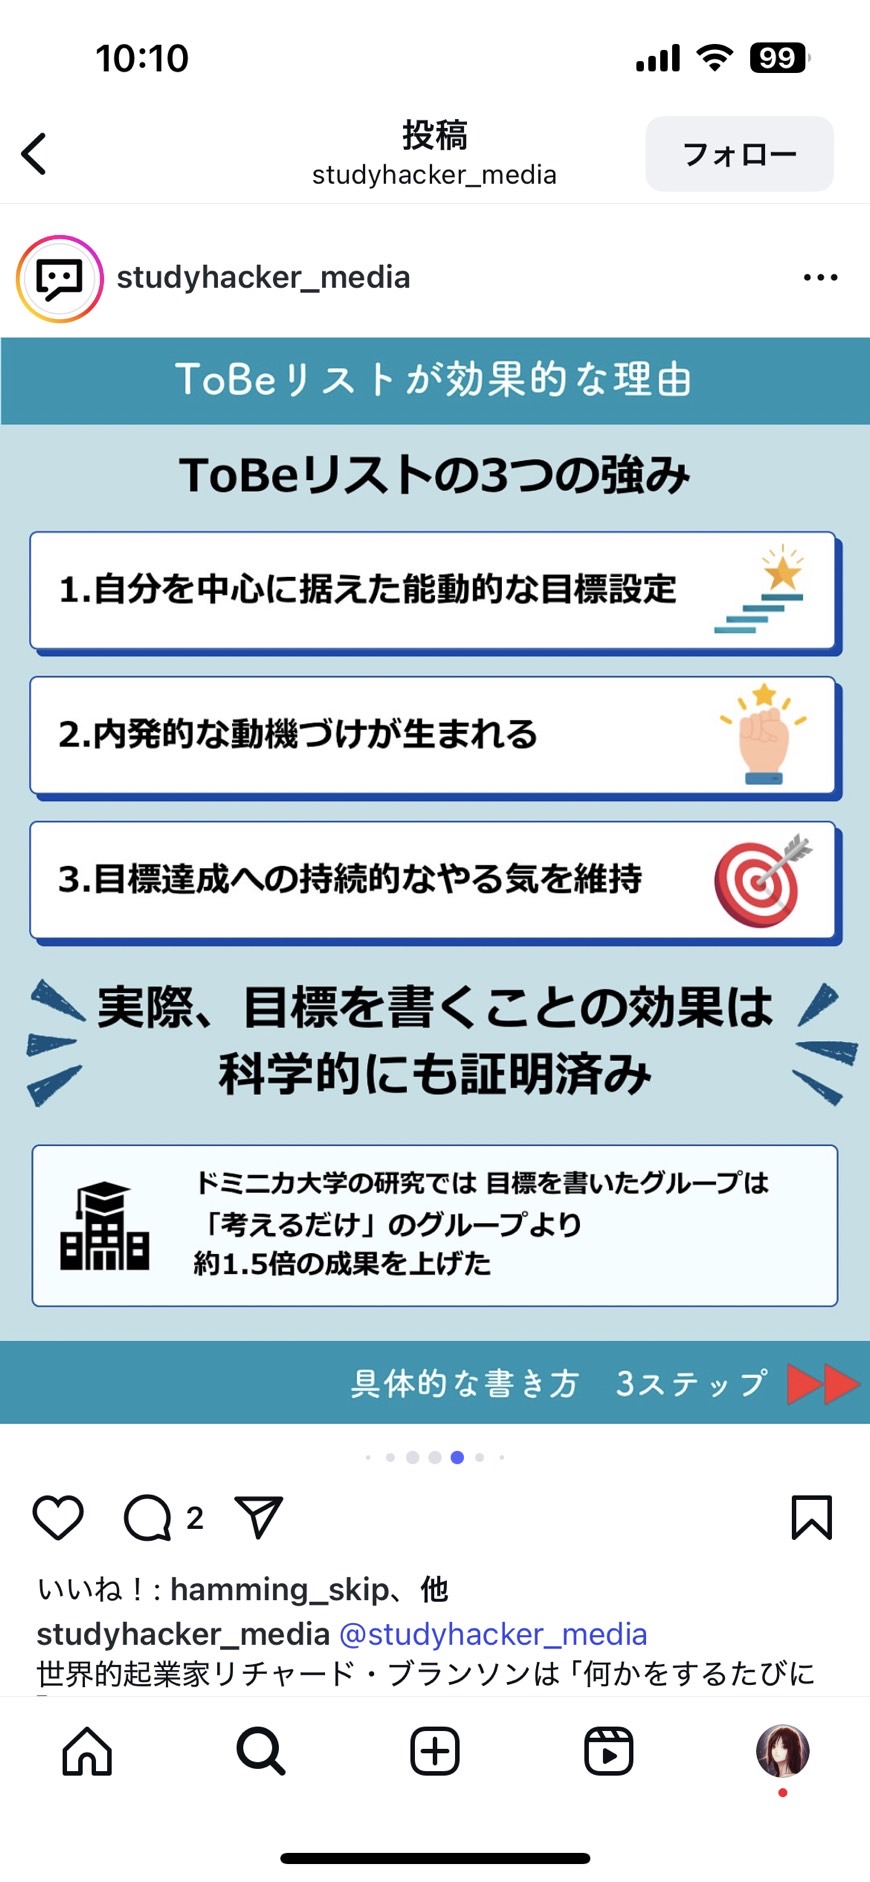 10:10
99
投稿
studyhacker_media
フォロー
studyhacker_media
ToBeリストが効果的な理由
ToBeリストの3つの強み
1.自分を中心に据えた能動的な目標設定
2.内発的な動機づけが生まれる
3.目標達成への持続的なやる気を維持
実際、目標を書くことの効果は
科学的にも証明済み
ドミニカ大学の研究では 目標を書いたグループは
「考えるだけ」のグループより
約1.5倍の成果を上げた
具体的な書き方　3ステップ
2
いいね！: hamming_skip、他
studyhacker_media @studyhacker_media
世界的起業家リチャード・ブランソンは「何かをするたびに